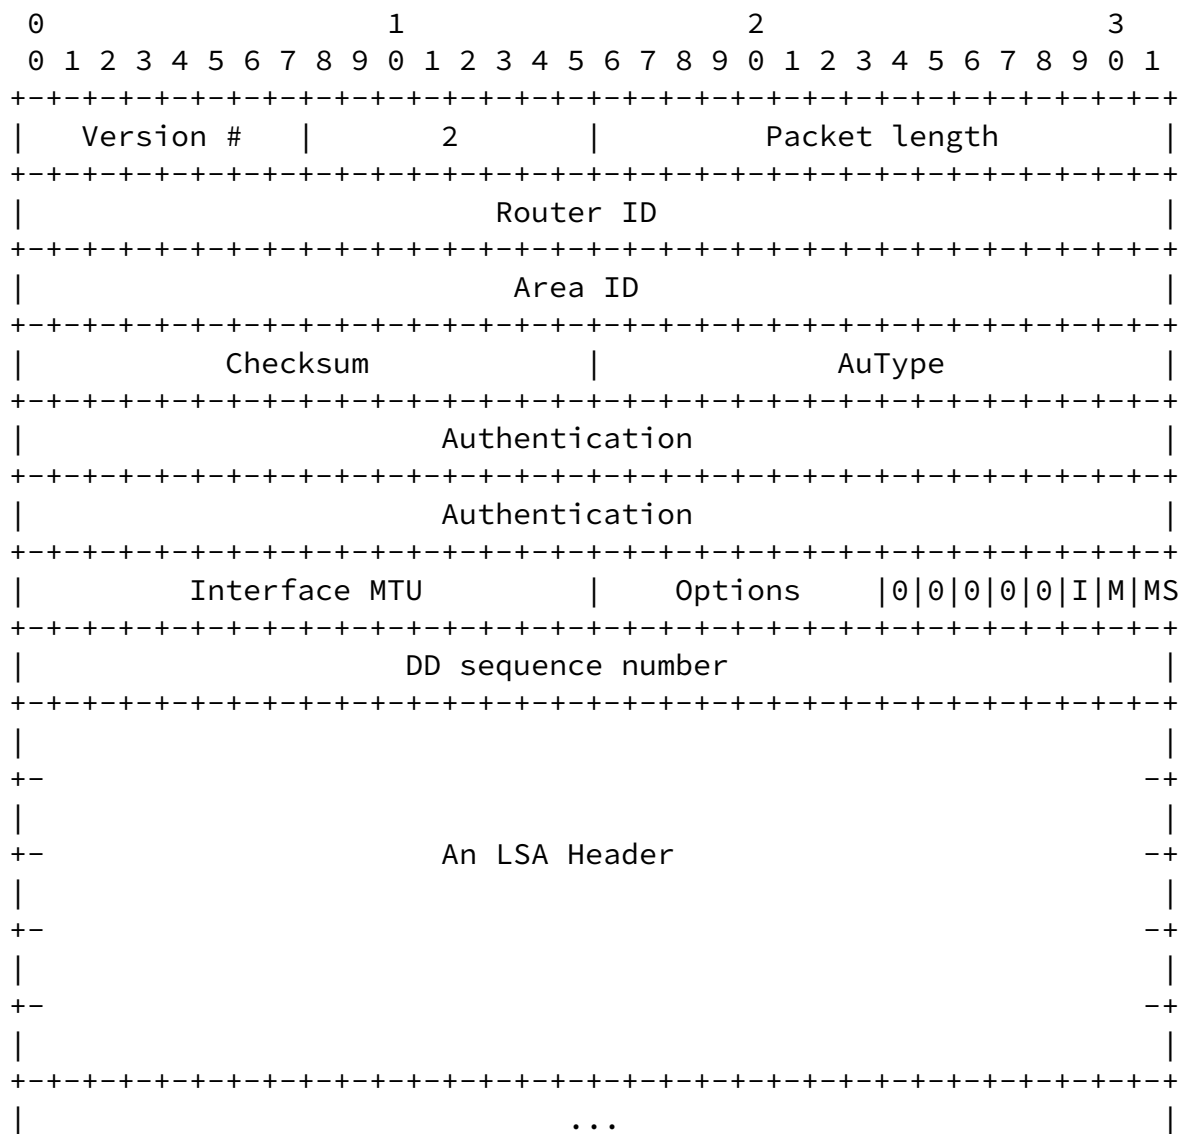 0                   1                   2                   3
 0 1 2 3 4 5 6 7 8 9 0 1 2 3 4 5 6 7 8 9 0 1 2 3 4 5 6 7 8 9 0 1
+-+-+-+-+-+-+-+-+-+-+-+-+-+-+-+-+-+-+-+-+-+-+-+-+-+-+-+-+-+-+-+-+
|   Version #   |       2       |         Packet length         |
+-+-+-+-+-+-+-+-+-+-+-+-+-+-+-+-+-+-+-+-+-+-+-+-+-+-+-+-+-+-+-+-+
|                          Router ID                            |
+-+-+-+-+-+-+-+-+-+-+-+-+-+-+-+-+-+-+-+-+-+-+-+-+-+-+-+-+-+-+-+-+
|                           Area ID                             |
+-+-+-+-+-+-+-+-+-+-+-+-+-+-+-+-+-+-+-+-+-+-+-+-+-+-+-+-+-+-+-+-+
|           Checksum            |             AuType            |
+-+-+-+-+-+-+-+-+-+-+-+-+-+-+-+-+-+-+-+-+-+-+-+-+-+-+-+-+-+-+-+-+
|                       Authentication                          |
+-+-+-+-+-+-+-+-+-+-+-+-+-+-+-+-+-+-+-+-+-+-+-+-+-+-+-+-+-+-+-+-+
|                       Authentication                          |
+-+-+-+-+-+-+-+-+-+-+-+-+-+-+-+-+-+-+-+-+-+-+-+-+-+-+-+-+-+-+-+-+
|         Interface MTU         |    Options    |0|0|0|0|0|I|M|MS
+-+-+-+-+-+-+-+-+-+-+-+-+-+-+-+-+-+-+-+-+-+-+-+-+-+-+-+-+-+-+-+-+
|                     DD sequence number                        |
+-+-+-+-+-+-+-+-+-+-+-+-+-+-+-+-+-+-+-+-+-+-+-+-+-+-+-+-+-+-+-+-+
|                                                               |
+-                                                             -+
|                                                               |
+-                      An LSA Header                          -+
|                                                               |
+-                                                             -+
|                                                               |
+-                                                             -+
|                                                               |
+-+-+-+-+-+-+-+-+-+-+-+-+-+-+-+-+-+-+-+-+-+-+-+-+-+-+-+-+-+-+-+-+
|                              ...                              |